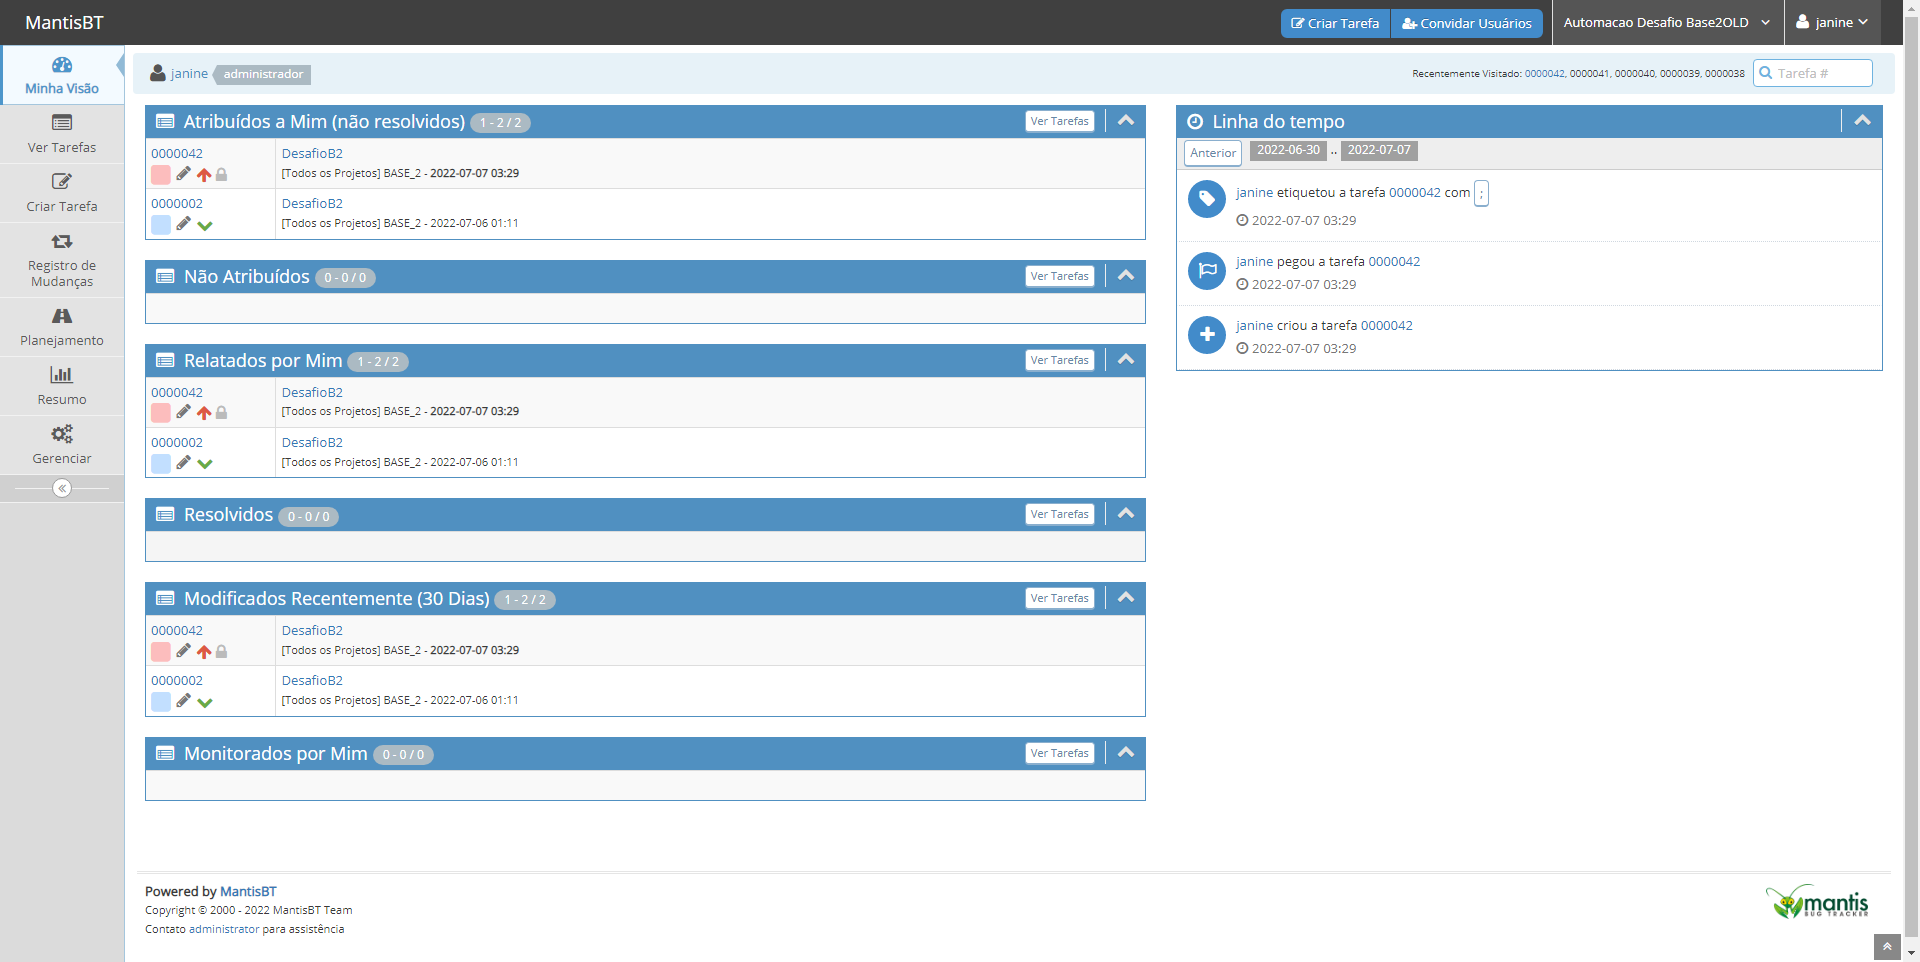 MantisBT
Criar Tarefa
Convidar Usuários
Automacao Desafio Base2OLD
janine
Minha Visão
Ver Tarefas
Criar Tarefa
Registro de
Mudanças
Planejamento
Resumo
Gerenciar
janine administrador
Recentemente Visitado: 0000042, 0000041, 0000040, 0000039, 0000038
Tarefa #
Atribuídos a Mim (não resolvidos) 1 - 2 / 2
Ver Tarefas
0000042
DesafioB2
[Todos os Projetos] BASE_2 - 2022-07-07 03:29
0000002
DesafioB2
[Todos os Projetos] BASE_2 - 2022-07-06 01:11
Não Atribuídos 0 - 0 / 0
Ver Tarefas
Relatados por Mim 1 - 2 / 2
Ver Tarefas
0000042
DesafioB2
[Todos os Projetos] BASE_2 - 2022-07-07 03:29
0000002
DesafioB2
[Todos os Projetos] BASE_2 - 2022-07-06 01:11
Resolvidos 0 - 0 / 0
Ver Tarefas
Modificados Recentemente (30 Dias) 1 - 2 / 2
Ver Tarefas
0000042
DesafioB2
[Todos os Projetos] BASE_2 - 2022-07-07 03:29
0000002
DesafioB2
[Todos os Projetos] BASE_2 - 2022-07-06 01:11
Monitorados por Mim 0 - 0 / 0
Ver Tarefas
Linha do tempo
Anterior 2022-06-30 .. 2022-07-07
janine etiquetou a tarefa 0000042 com ;
2022-07-07 03:29
janine pegou a tarefa 0000042
2022-07-07 03:29
janine criou a tarefa 0000042
2022-07-07 03:29
Powered by MantisBT
Copyright © 2000 - 2022 MantisBT Team
Contato administrator para assistência
mantis
BUG TRACKER